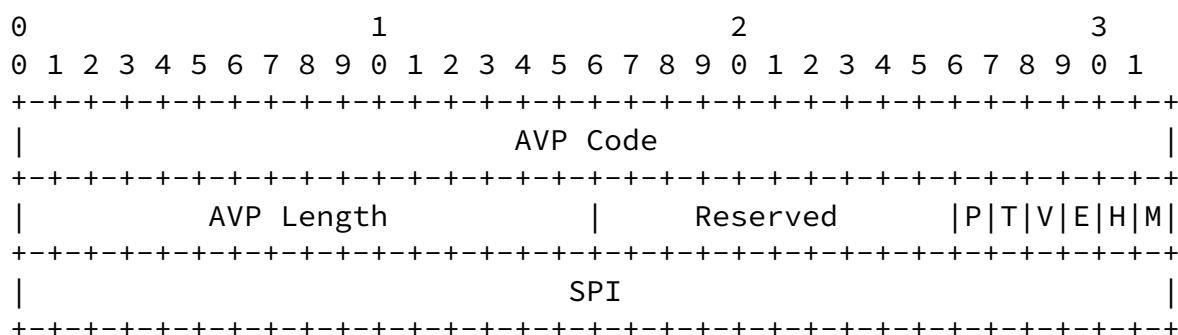 0                   1                   2                   3
0 1 2 3 4 5 6 7 8 9 0 1 2 3 4 5 6 7 8 9 0 1 2 3 4 5 6 7 8 9 0 1
+-+-+-+-+-+-+-+-+-+-+-+-+-+-+-+-+-+-+-+-+-+-+-+-+-+-+-+-+-+-+-+-+
|                           AVP Code                            |
+-+-+-+-+-+-+-+-+-+-+-+-+-+-+-+-+-+-+-+-+-+-+-+-+-+-+-+-+-+-+-+-+
|          AVP Length           |     Reserved      |P|T|V|E|H|M|
+-+-+-+-+-+-+-+-+-+-+-+-+-+-+-+-+-+-+-+-+-+-+-+-+-+-+-+-+-+-+-+-+
|                              SPI                              |
+-+-+-+-+-+-+-+-+-+-+-+-+-+-+-+-+-+-+-+-+-+-+-+-+-+-+-+-+-+-+-+-+